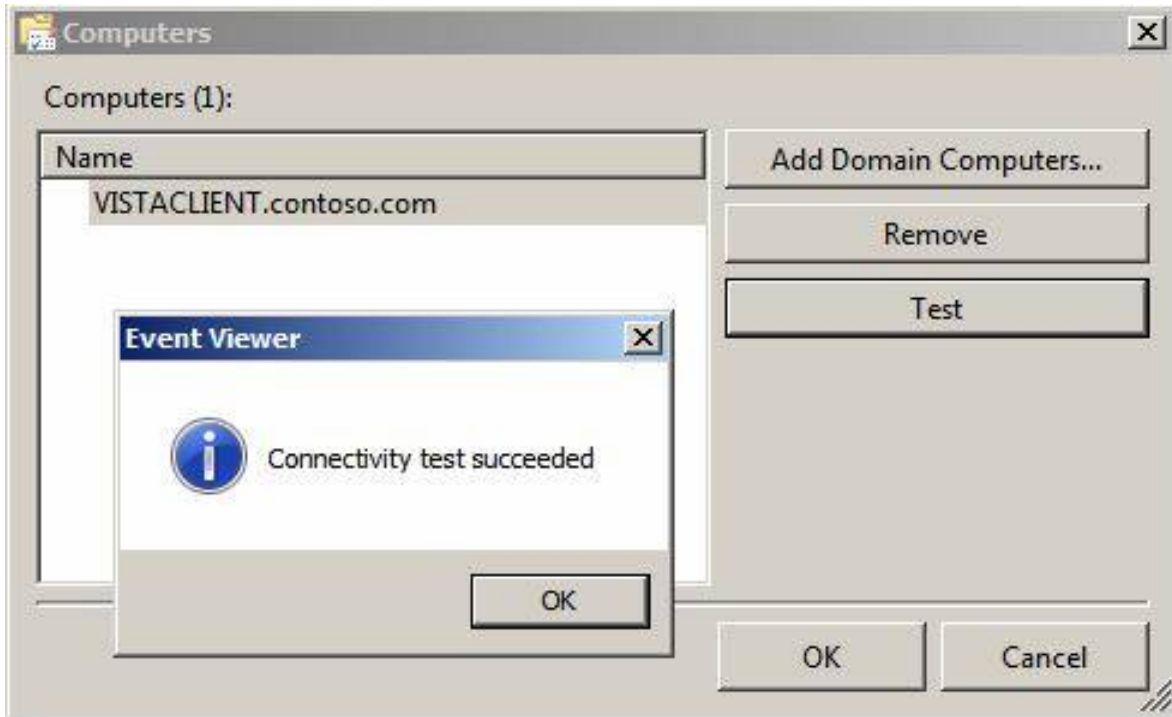 Computers
Computers (1):
Name
Add Domain Computers...
VISTACLIENT.contoso.com
Remove
Test
Event Viewer
Connectivity test succeeded
OK
OK
Cancel